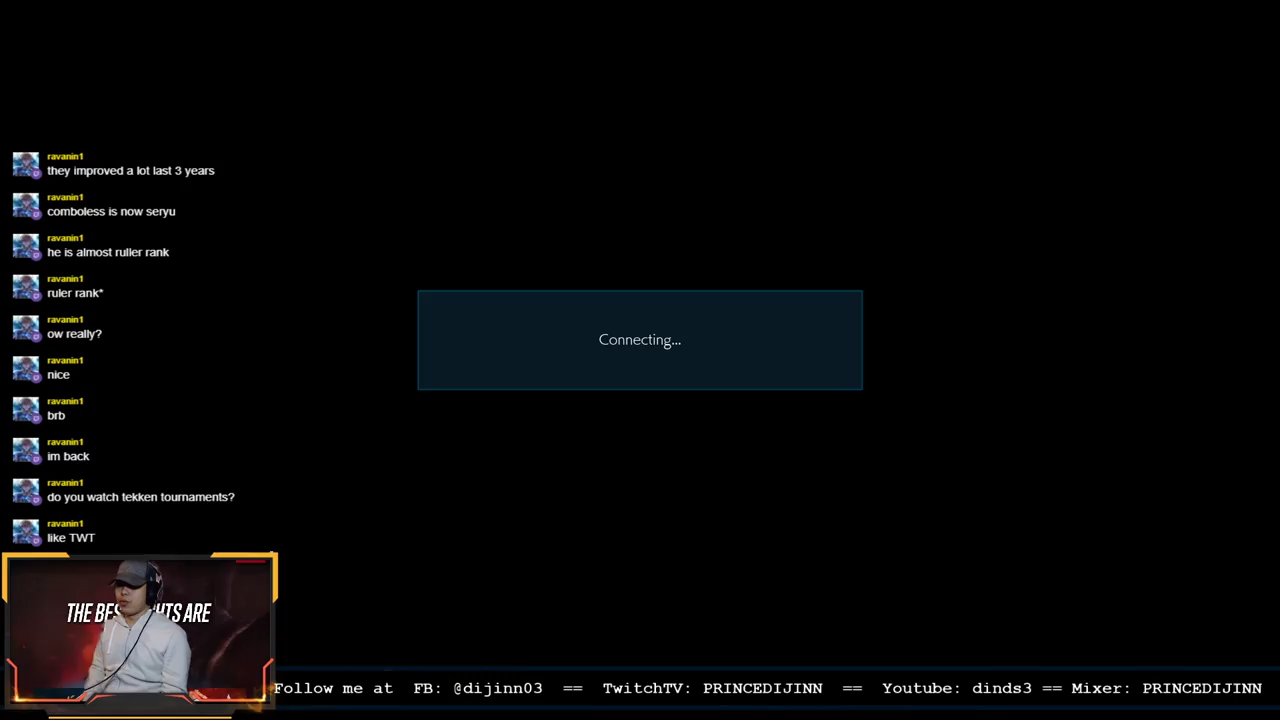 ravanin1
they improved a lot last 3 years
ravanin1
comboless is now seryu
ravanin1
he is almost ruller rank
ravanin1
ruler rank*
ravanin1
ow really?
ravanin1
nice
ravanin1
brb
ravanin1
im back
ravanin1
do you watch tekken tournaments?
ravanin1
like TWT
Connecting...
THE BES HTS ARE
Follow me at FB: @dijinn03 == TwitchTV: PRINCEDIJINN == Youtube: dinds3 == Mixer: PRINCEDIJINN